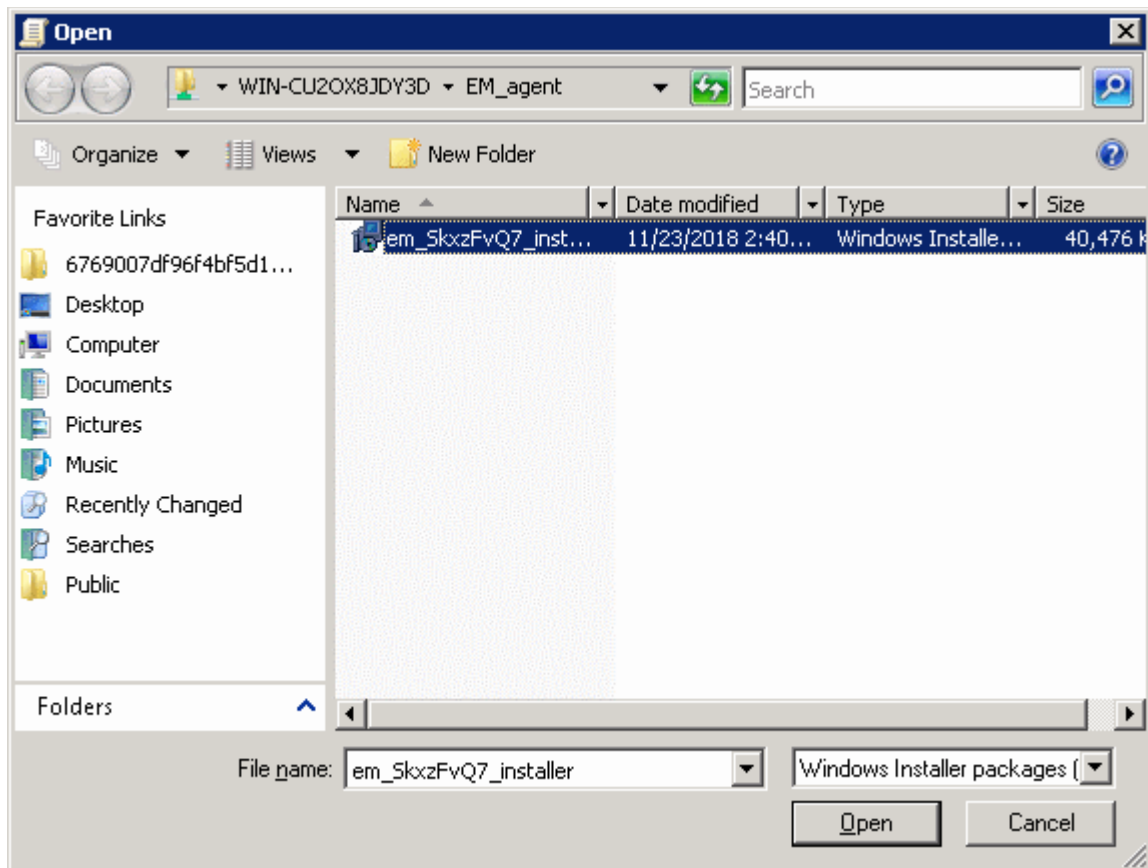 Open
WIN-CU2OX8JDY3D EM_agent Search
Organize Views New Folder
Favorite Links
6769007df96f4bf5d1...
Desktop
Computer
Documents
Pictures
Music
Recently Changed
Searches
Public
Folders
Name Date modified Type Size
em_SkxzFvQ7_inst... 11/23/2018 2:40... Windows Installe... 40,476 K
File name: em_SkxzFvQ7_installer Windows Installer packages (
Open Cancel